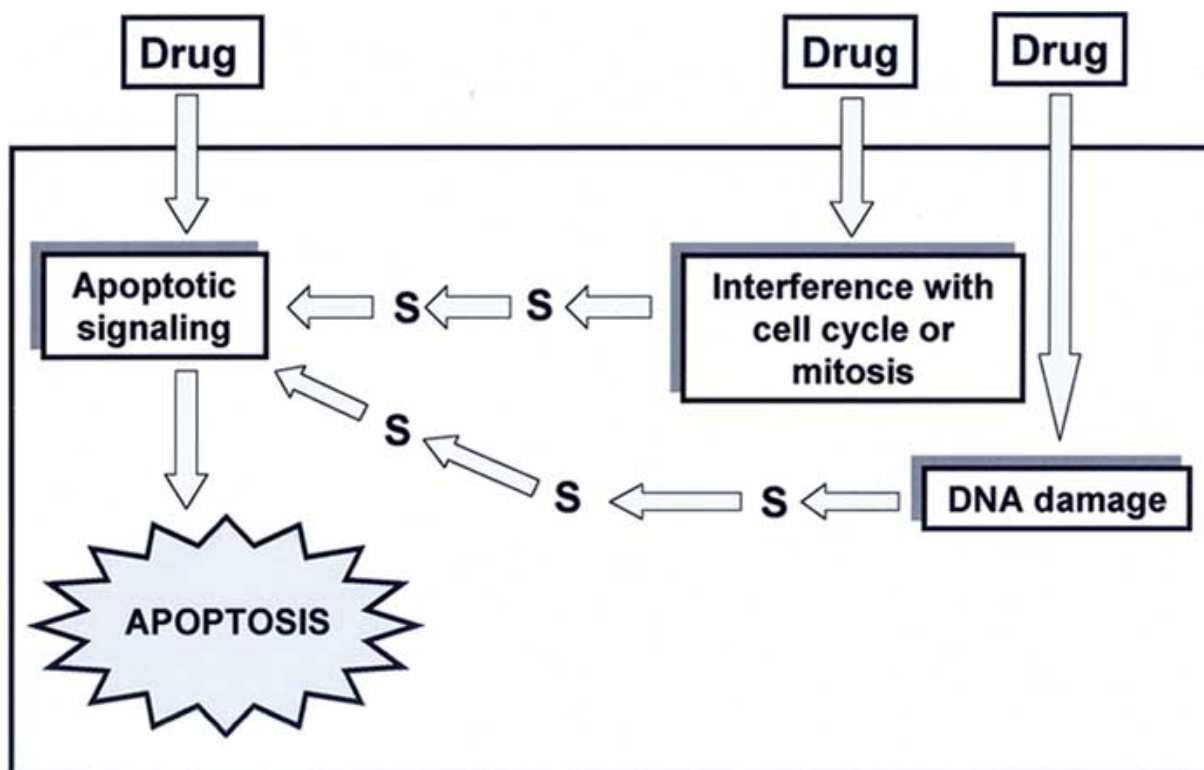 Drug
Drug
Drug
Apoptotic
signaling
S
S
Interference with
cell cycle or
mitosis
S
S
S
DNA damage
APOPTOSIS